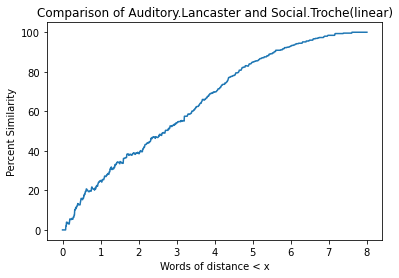 Comparison of Auditory.Lancaster and Social.Troche(linear)
Percent Similarity
100
80
60
40
20
0
0 1 2 3 4 5 6 7 8
Words of distance < x